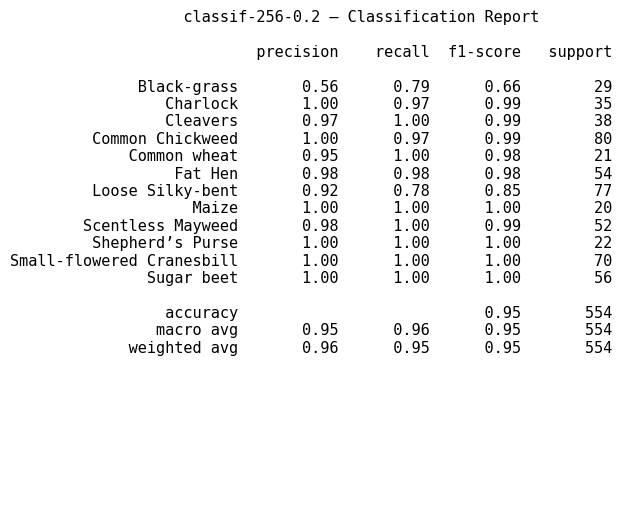 classif-256-0.2 — Classification Report
precision recall f1-score support
Black-grass 0.56 0.79 0.66 29
Charlock 1.00 0.97 0.99 35
Cleavers 0.97 1.00 0.99 38
Common Chickweed 1.00 0.97 0.99 80
Common wheat 0.95 1.00 0.98 21
Fat Hen 0.98 0.98 0.98 54
Loose Silky-bent 0.92 0.78 0.85 77
Maize 1.00 1.00 1.00 20
Scentless Mayweed 0.98 1.00 0.99 52
Shepherd’s Purse 1.00 1.00 1.00 22
Small-flowered Cranesbill 1.00 1.00 1.00 70
Sugar beet 1.00 1.00 1.00 56
accuracy 0.95 554
macro avg 0.95 0.96 0.95 554
weighted avg 0.96 0.95 0.95 554